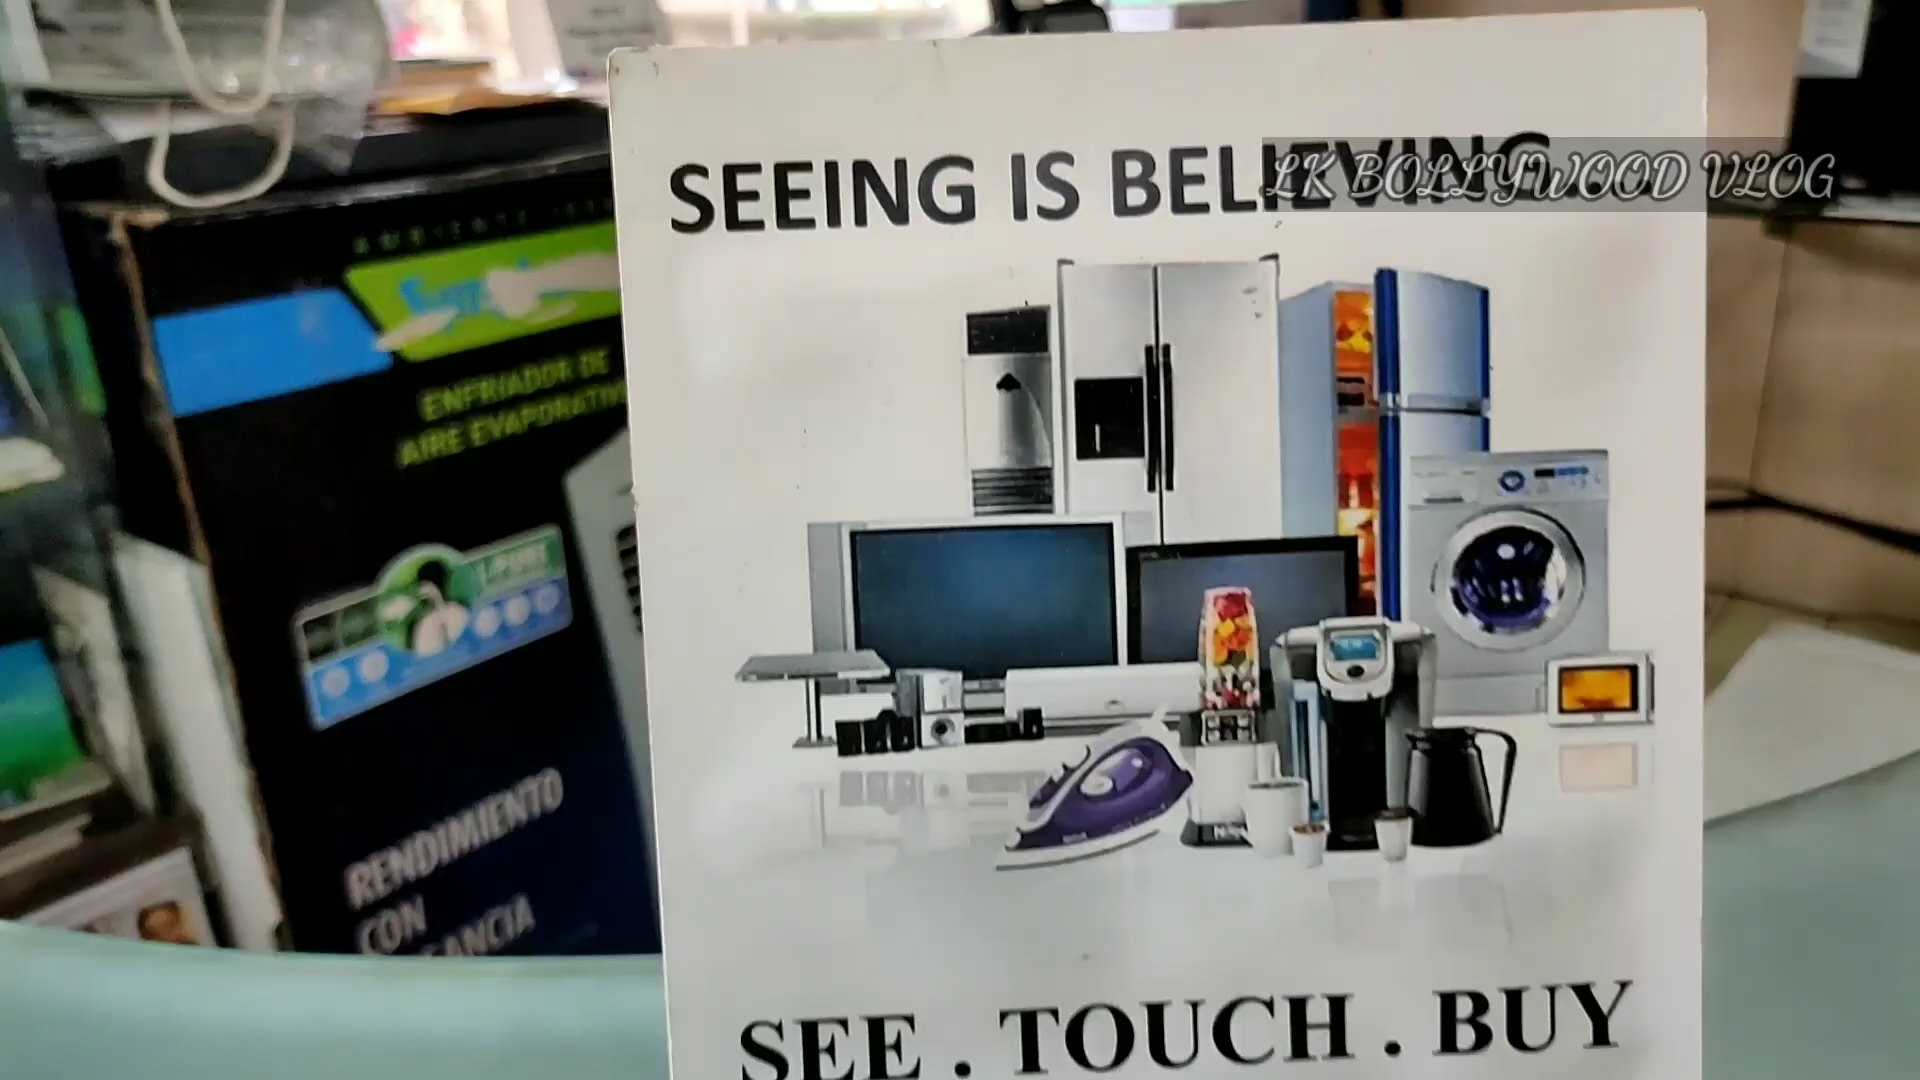 SEEING IS BELIEVING....
LK BOLLYWOOD VLOG
ENFRIADOR DE
AIRE EVAPORATIV
RENDIMIENTO
CON
SEE . TOUCH . BUY